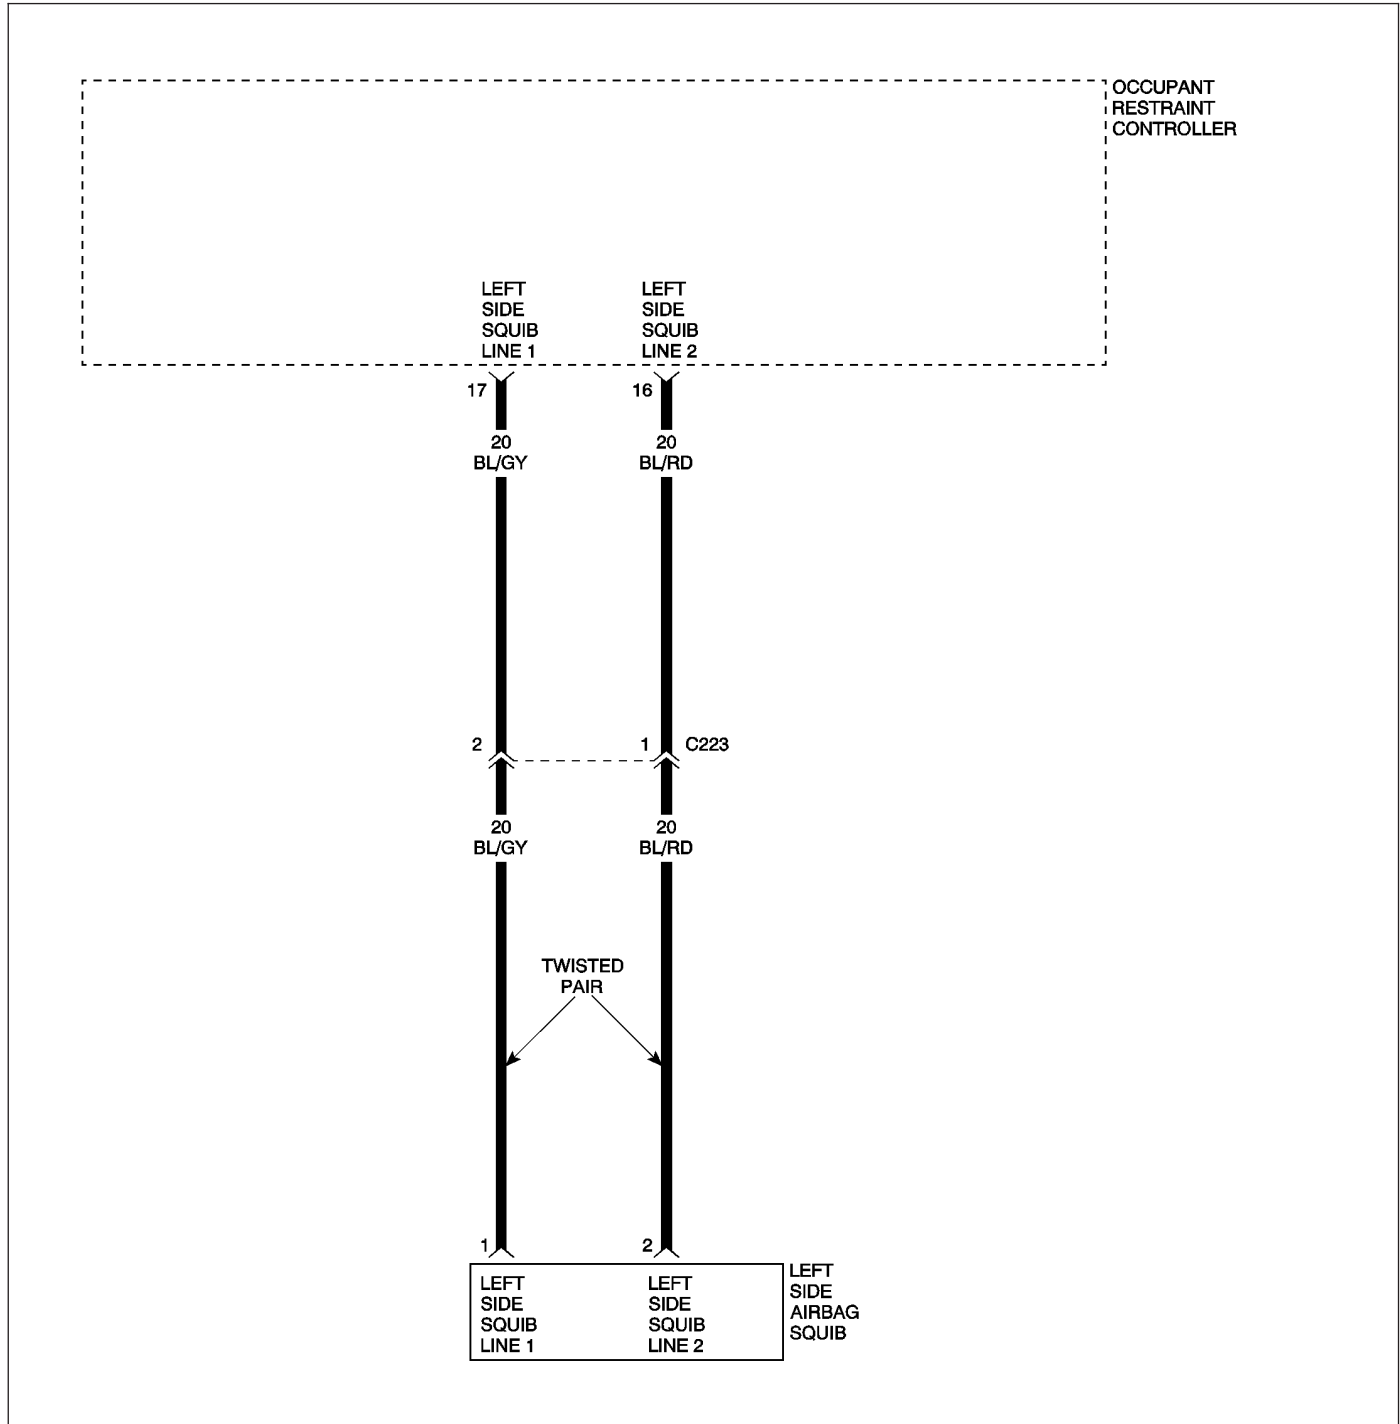 OCCUPANT
RESTRAINT
CONTROLLER
LEFT
SIDE
SQUIB
LINE 1
LEFT
SIDE
SQUIB
LINE 2
17
16
20
BL/GY
20
BL/RD
2
1
C223
20
BL/GY
20
BL/RD
TWISTED
PAIR
1
2
LEFT
SIDE
SQUIB
LINE 1
LEFT
SIDE
SQUIB
LINE 2
LEFT
SIDE
AIRBAG
SQUIB